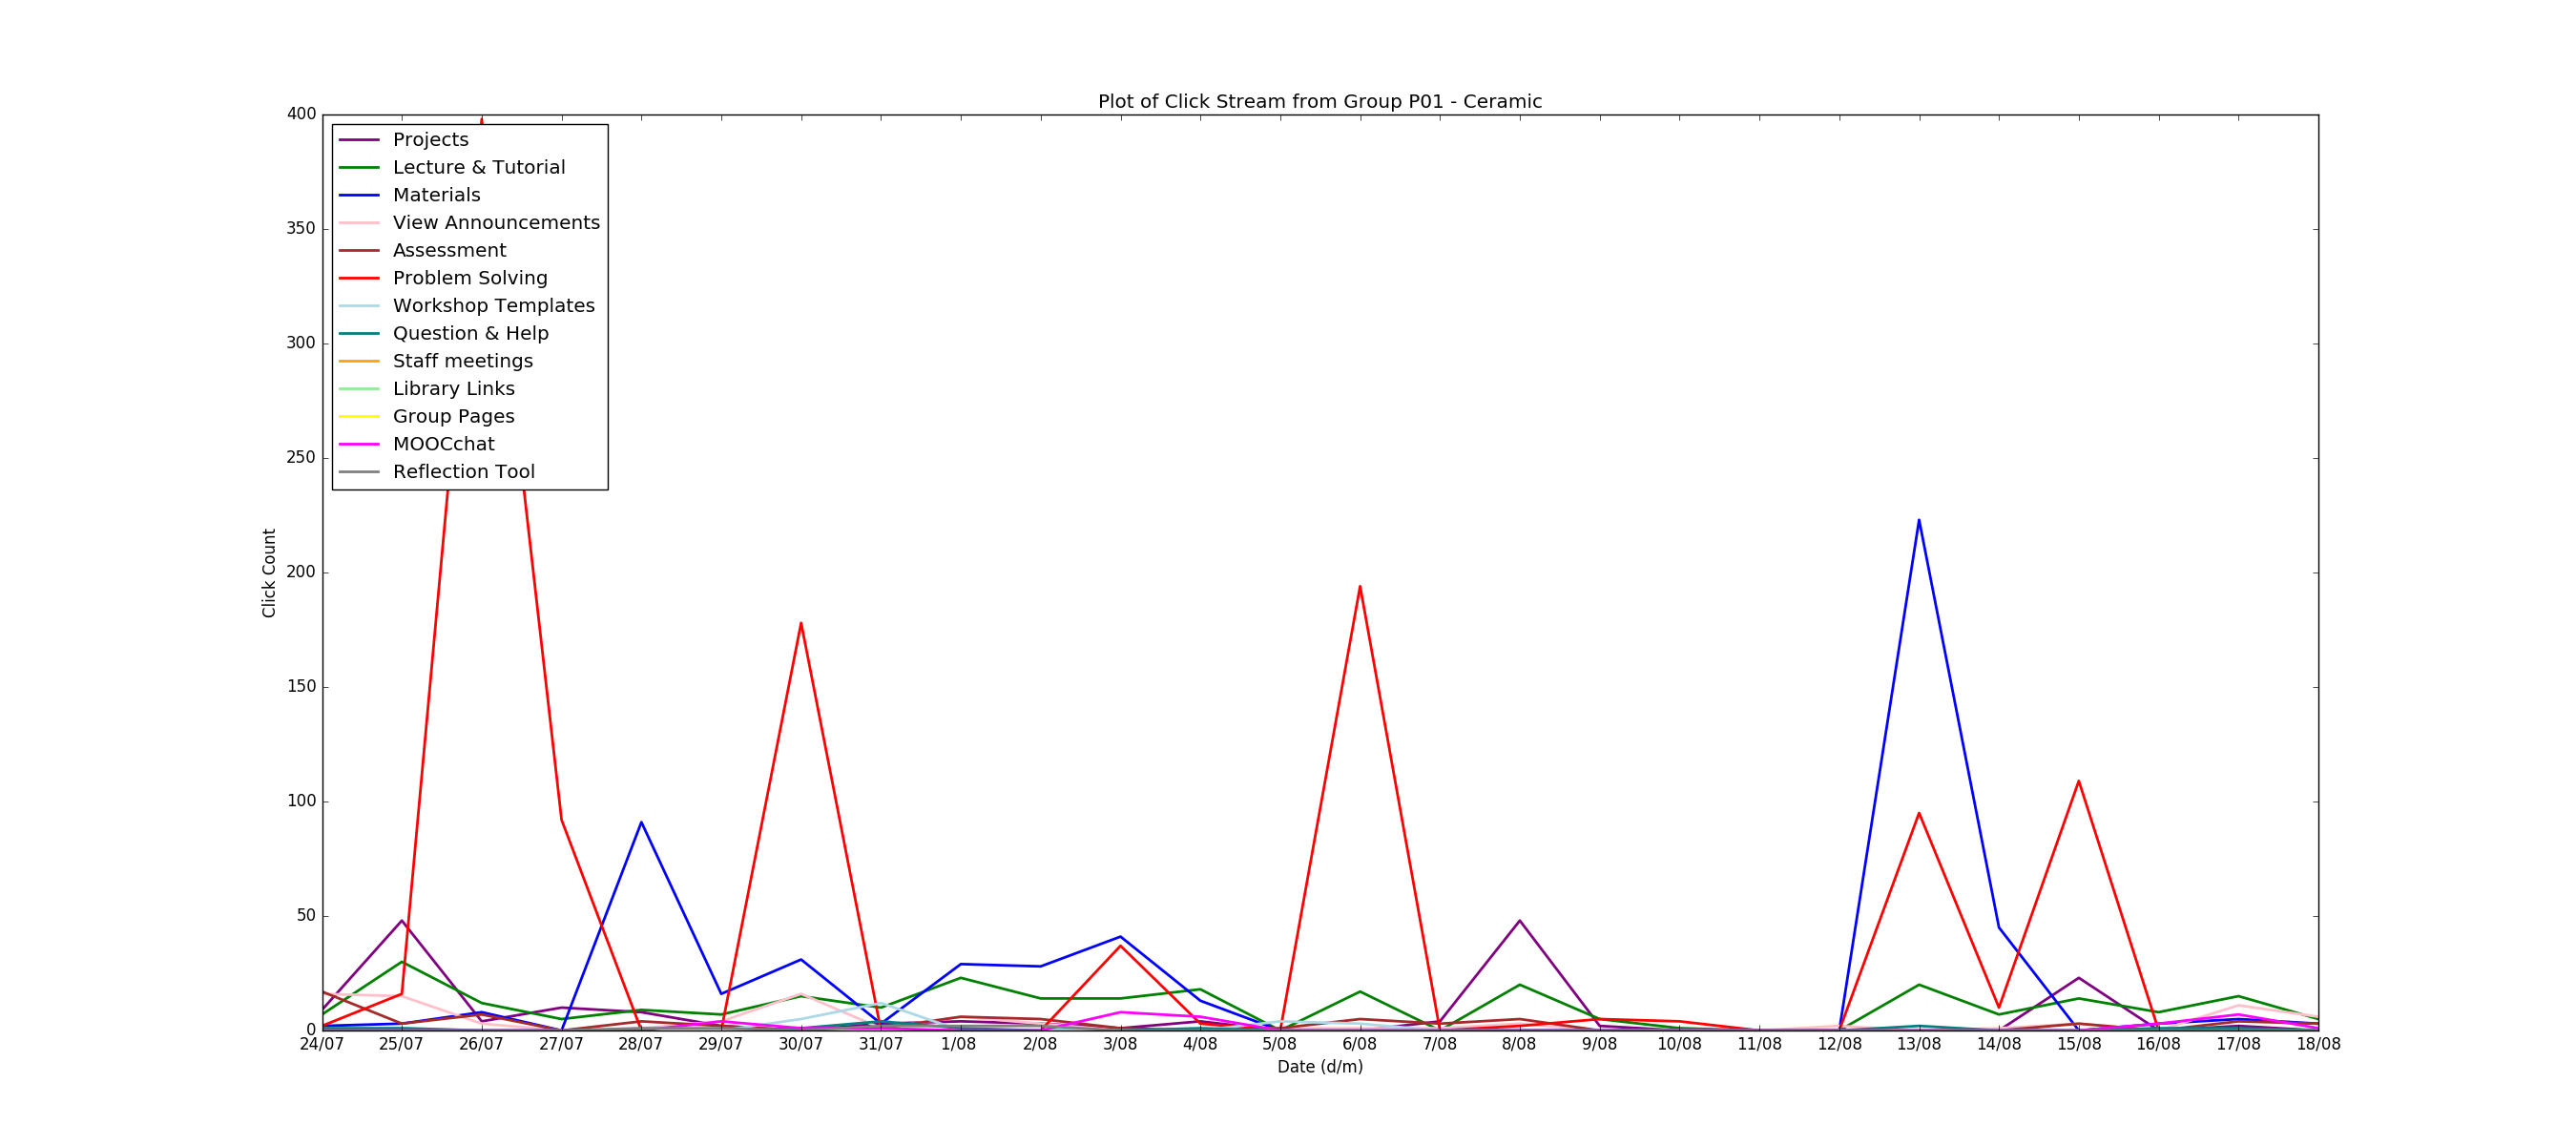 Plot of Click Stream from Group P01 - Ceramic
400
350
300
250
200
150
100
50
0
Click Count
Projects
Lecture & Tutorial
Materials
View Announcements
Assessment
Problem Solving
Workshop Templates
Question & Help
Staff meetings
Library Links
Group Pages
MOOCchat
Reflection Tool
24/07 25/07 26/07 27/07 28/07 29/07 30/07 31/07 1/08 2/08 3/08 4/08 5/08 6/08 7/08 8/08 9/08 10/08 11/08 12/08 13/08 14/08 15/08 16/08 17/08 18/08
Date (d/m)